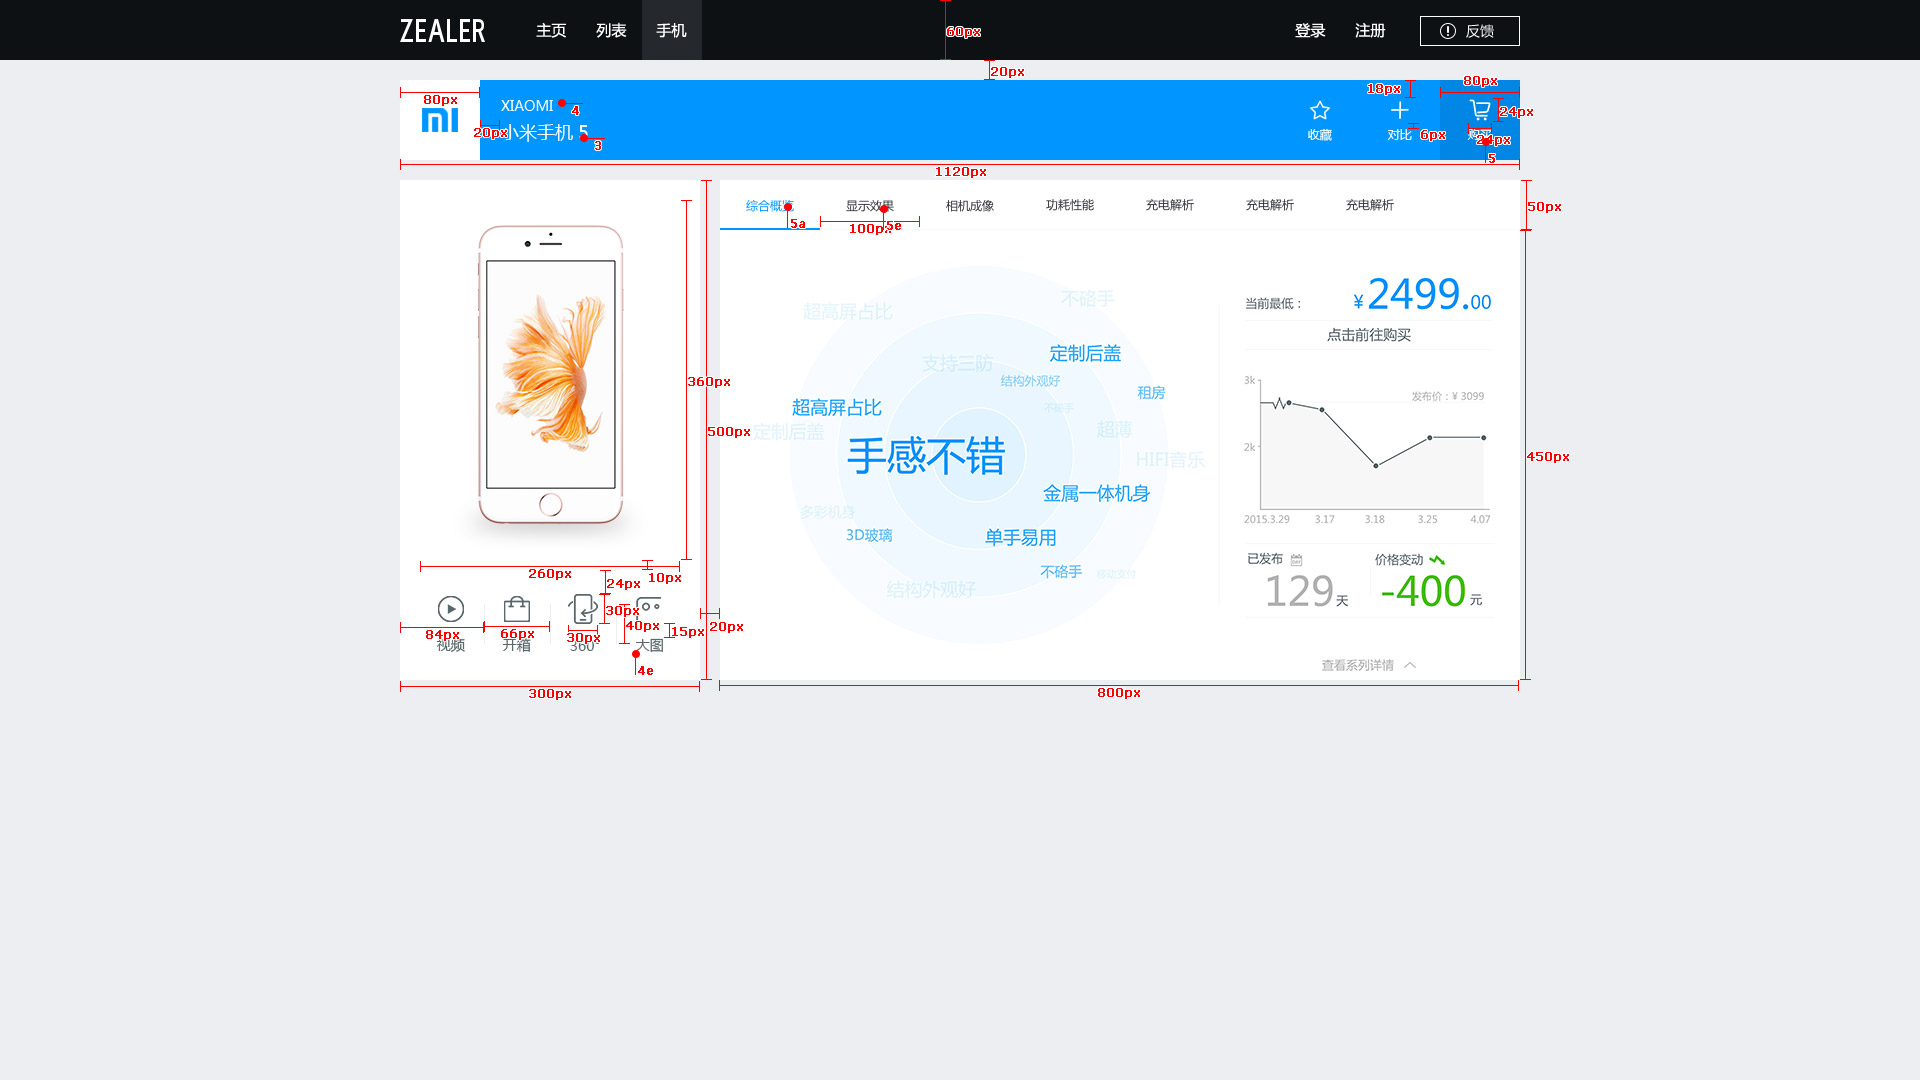 ZEALER 主页 列表 手机 60px 登录 注册 反馈
20px
80px XIAOMI 4 18px 80px
24px
20px 小米手机 5 3 收藏 对比 6px 24px
5
1120px
综合概览 显示效果 相机成像 功耗性能 充电解析 充电解析 充电解析 50px
5a 100px 5e
360px
500px
260px 10px
24px
30px
40px 15px 20px
84px 66px 30px
视频 开箱 360° 大图
4e
300px
超高屏占比 不硌手
支持三防 定制后盖
结构外观好 租房
超高屏占比 不硌手
定制后盖 超薄
手感不错 HIFI音乐
金属一体机身
多彩机身
3D玻璃 单手易用
不硌手 移动支付
结构外观好
当前最低： ¥2499.00
点击前往购买
3k 发布价：¥ 3099
2k
2015.3.29 3.17 3.18 3.25 4.07
450px
已发布 价格变动
129天 -400元
查看系列详情
800px